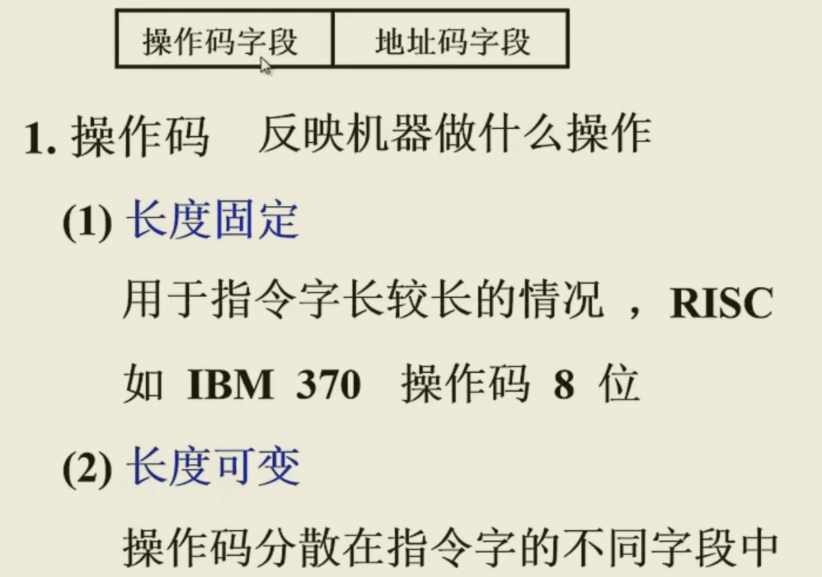 操作码字段 地址码字段
1. 操作码 反映机器做什么操作
(1) 长度固定
用于指令字长较长的情况 ，RISC
如 IBM 370 操作码 8 位
(2) 长度可变
操作码分散在指令字的不同字段中